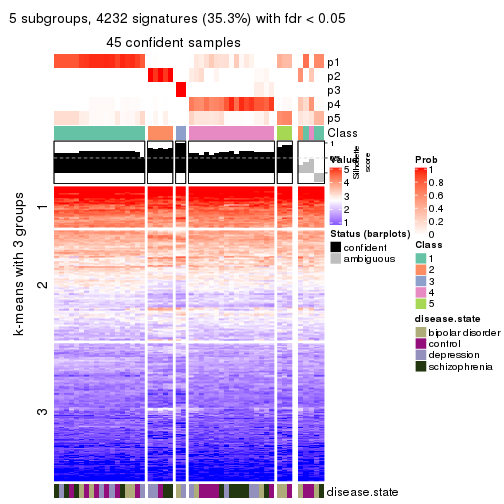 5 subgroups, 4232 signatures (35.3%) with fdr < 0.05
45 confident samples
p1
p2
p3
p4
p5
Class
1
Silhouette
score
Value
5
4
3
2
1
Status (barplots)
confident
ambiguous
Prob
1
0.8
0.6
0.4
0.2
0
Class
1
2
3
4
5
disease.state
bipolar disorder
control
depression
schizophrenia
k-means with 3 groups
1
2
3
disease.state